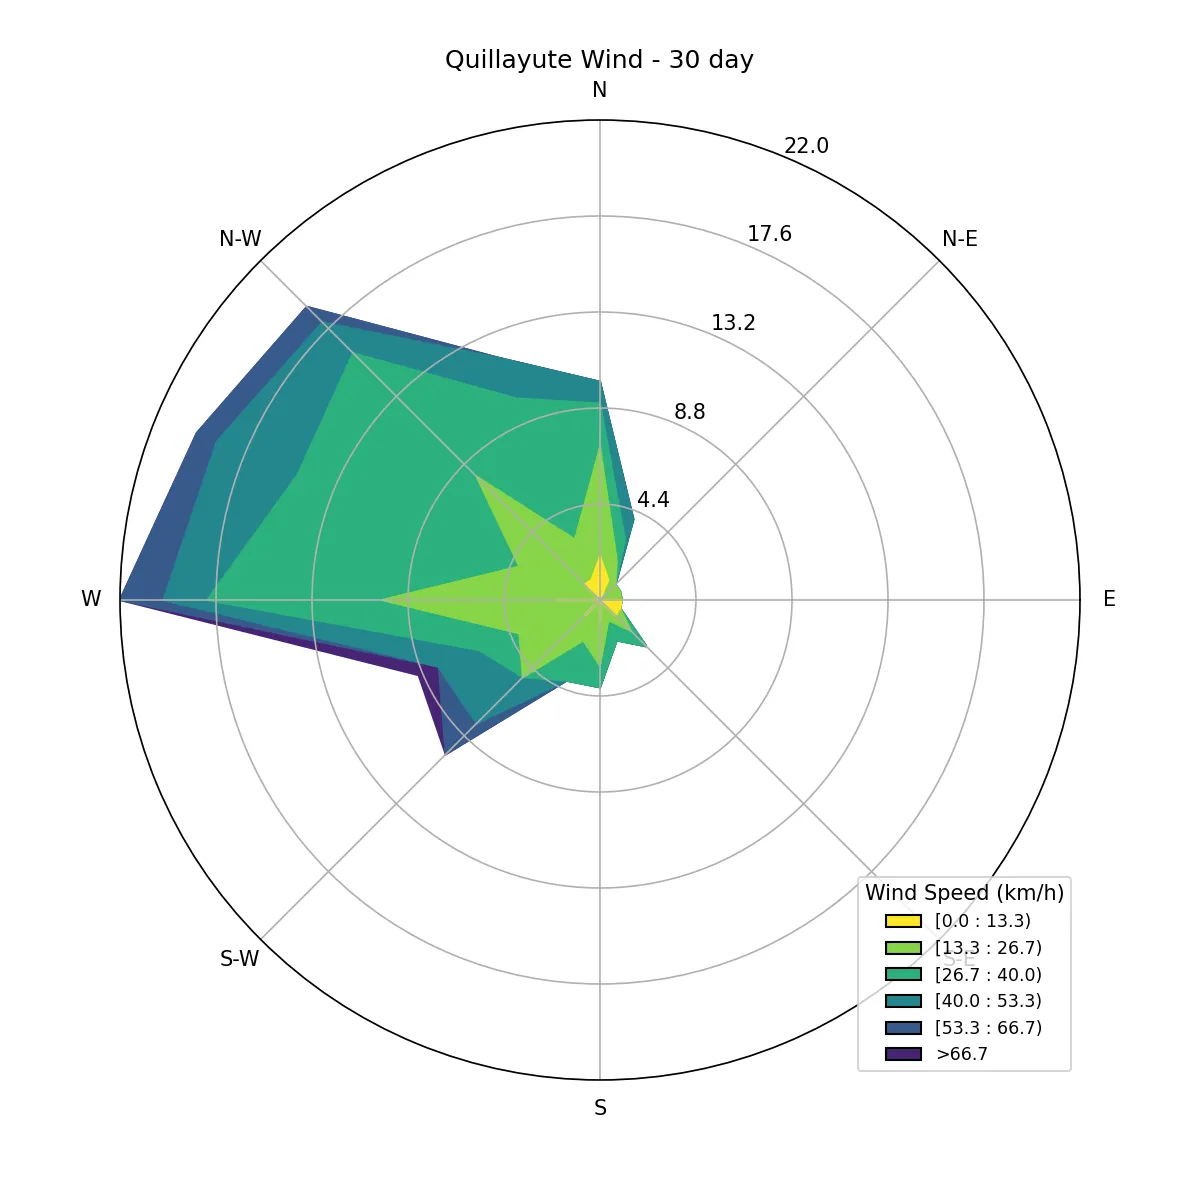 Quillayute Wind - 30 day
N
22.0
17.6
N-W
N-E
13.2
8.8
4.4
W
E
Wind Speed (km/h)
[0.0 : 13.3)
[13.3 : 26.7)
S-W
S-E
[26.7 : 40.0)
[40.0 : 53.3)
[53.3 : 66.7)
>66.7
S